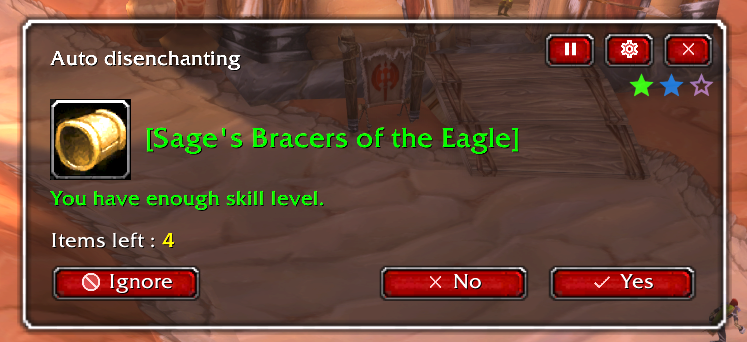 Auto disenchanting
[Sage's Bracers of the Eagle]
You have enough skill level.
Items left : 4
Ignore
No
Yes